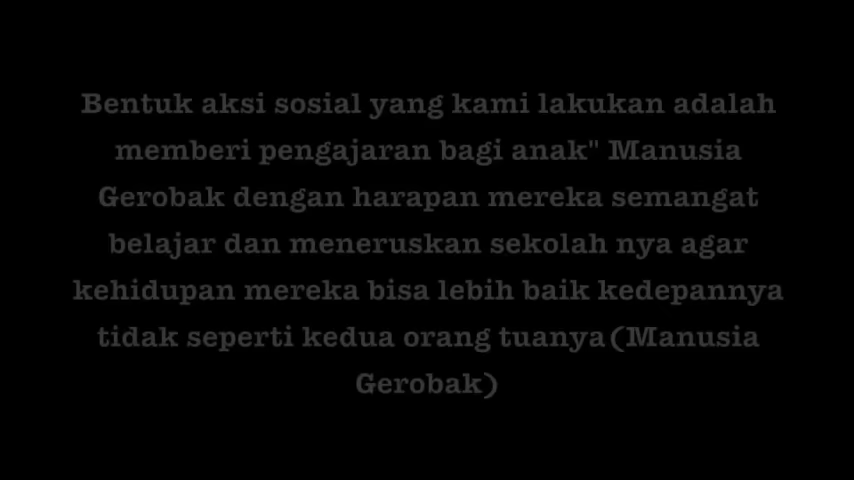 Bentuk aksi sosial yang kami lakukan adalah
memberi pengajaran bagi anak" Manusia
Gerobak dengan harapan mereka semangat
belajar dan meneruskan sekolah nya agar
kehidupan mereka bisa lebih baik kedepannya
tidak seperti kedua orang tuanya(Manusia
Gerobak)